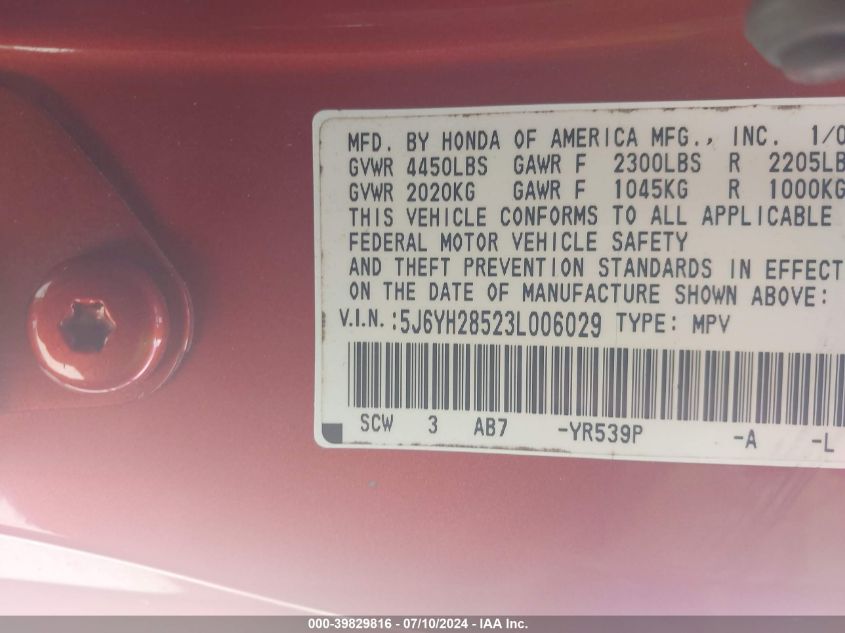 MFD. BY HONDA OF AMERICA MFG., INC. 1/0
GVWR 4450LBS GAWR F 2300LBS R 2205LB
GVWR 2020KG GAWR F 1045KG R 1000KG
THIS VEHICLE CONFORMS TO ALL APPLICABLE
FEDERAL MOTOR VEHICLE SAFETY
AND THEFT PREVENTION STANDARDS IN EFFECT
ON THE DATE OF MANUFACTURE SHOWN ABOVE:
V.I.N.:5J6YH28523L006029 TYPE: MPV
SCW 3 AB7 -YR539P -A -L
000-39829816 - 07/10/2024 - IAA Inc.